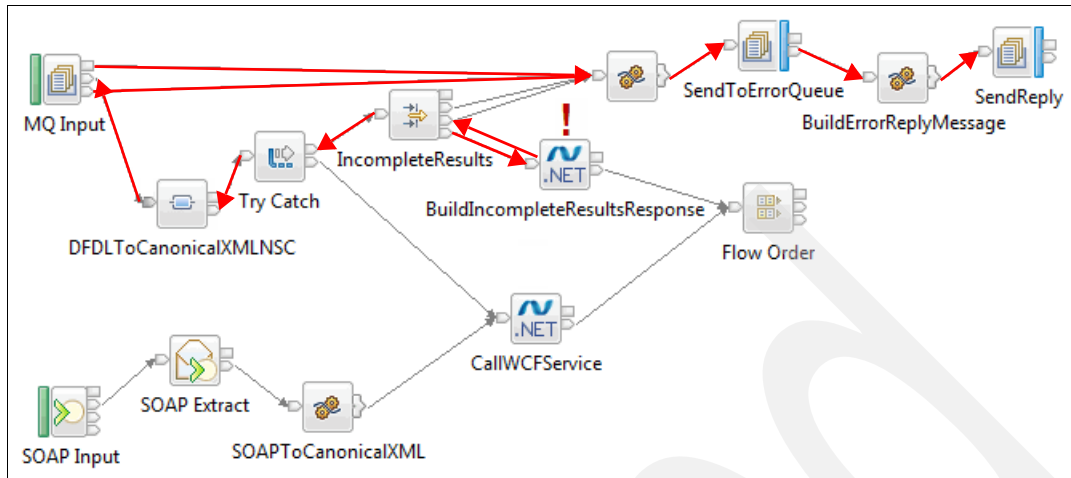 MQ Input
SendToErrorQueue
SendReply
BuildErrorReplyMessage
IncompleteResults
!
.NET
Try Catch
BuildIncompleteResultsResponse
DFDLToCanonicalXMLNSC
Flow Order
.NET
CallWCFService
SOAP Extract
SOAPToCanonicalXML
SOAP Input